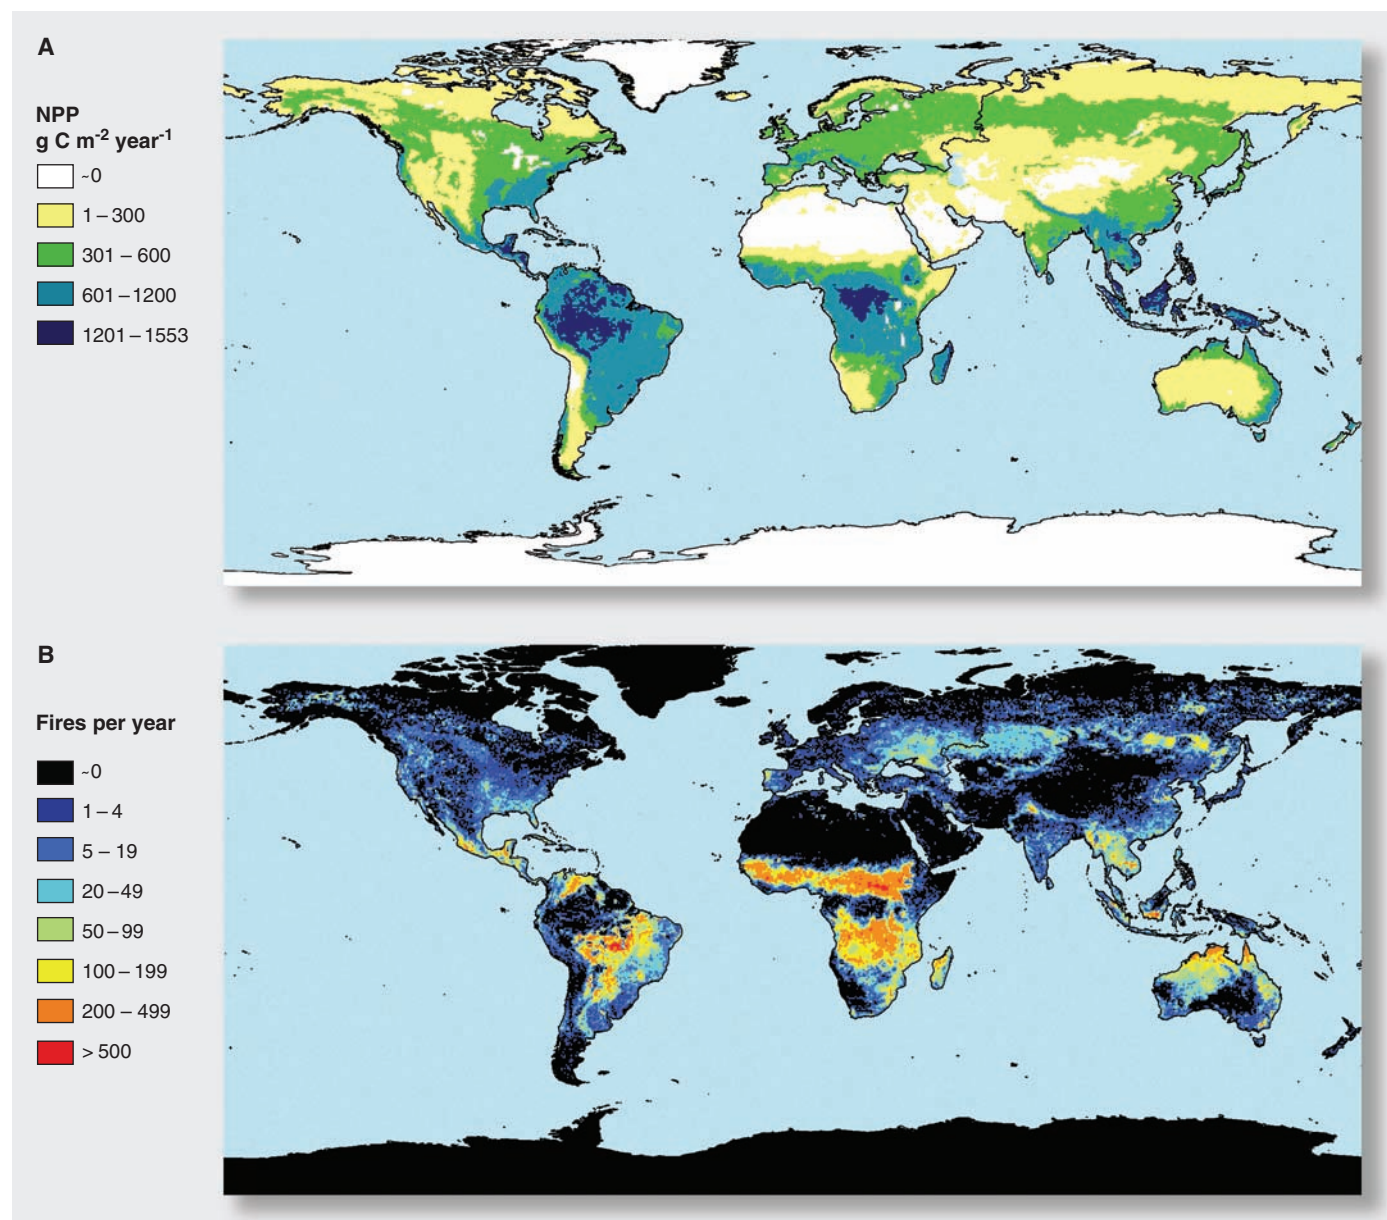 A
NPP
g C m-2 year-1
~0
1 – 300
301 – 600
601 – 1200
1201 – 1553
B
Fires per year
~0
1 – 4
5 – 19
20 – 49
50 – 99
100 – 199
200 – 499
> 500